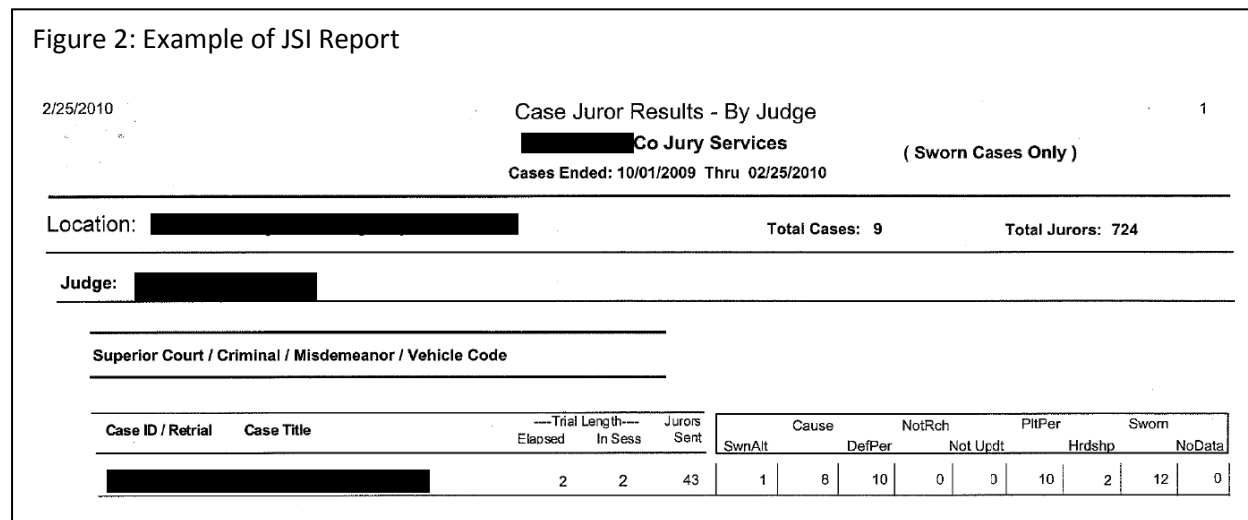 Figure 2: Example of JSI Report
2/25/2010 Case Juror Results - By Judge 1
Co Jury Services ( Sworn Cases Only )
Cases Ended: 10/01/2009 Thru 02/25/2010
Location: Total Cases: 9 Total Jurors: 724
Judge:
Superior Court / Criminal / Misdemeanor / Vehicle Code
----Trial Length---- Jurors Cause NotRch PltPer Sworn
Case ID / Retrial Case Title Elapsed In Sess Sent SwnAlt DefPer Not Updt Hrdshp NoData
2 2 43 1 8 10 0 0 10 2 12 0